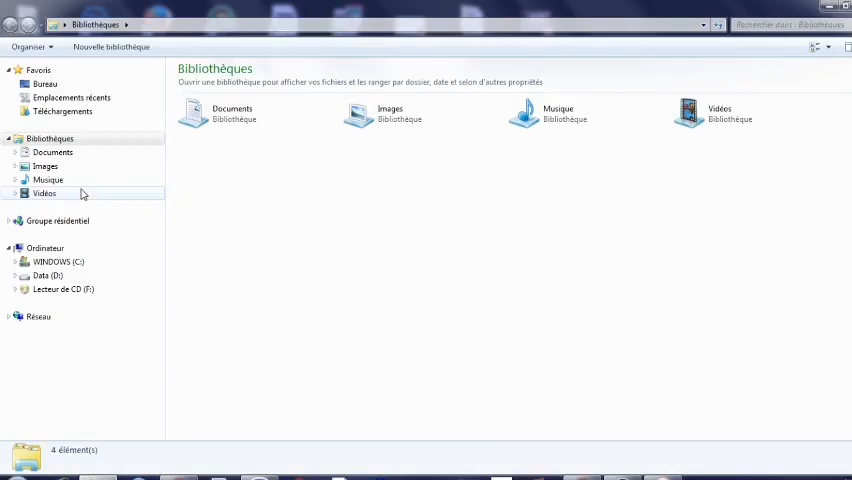 Bibliothèques
Rechercher dans : Bibliothèques
Organiser
Nouvelle bibliothèque
Favoris
Bureau
Emplacements récents
Téléchargements
Bibliothèques
Documents
Images
Musique
Vidéos
Groupe résidentiel
Ordinateur
WINDOWS (C:)
Data (D:)
Lecteur de CD (F:)
Réseau
Bibliothèques
Ouvrir une bibliothèque pour afficher vos fichiers et les ranger par dossier, date et selon d'autres propriétés
Documents
Bibliothèque
Images
Bibliothèque
Musique
Bibliothèque
Vidéos
Bibliothèque
4 élément(s)